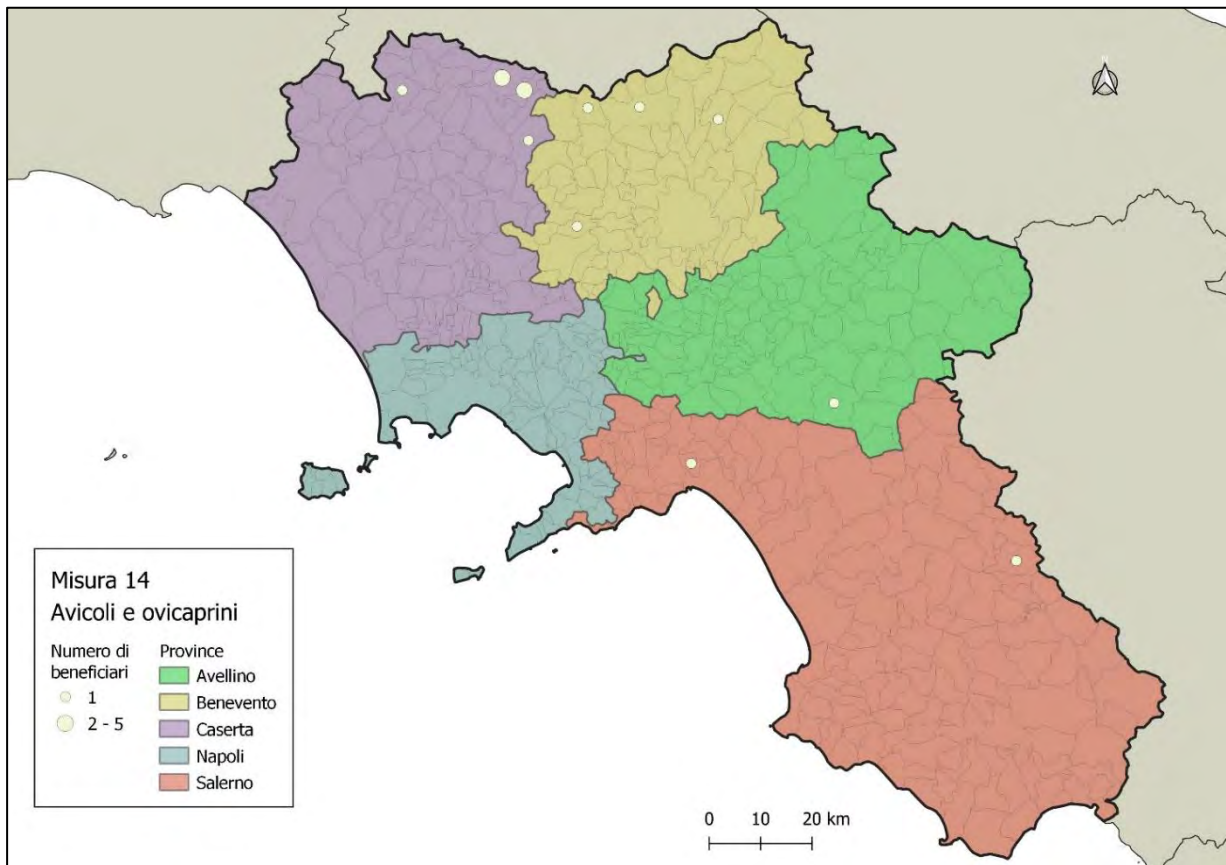 Misura 14
Avicoli e ovicaprini
Numero di
beneficiari
1
2 - 5
Province
Avellino
Benevento
Caserta
Napoli
Salerno
0 10 20 km